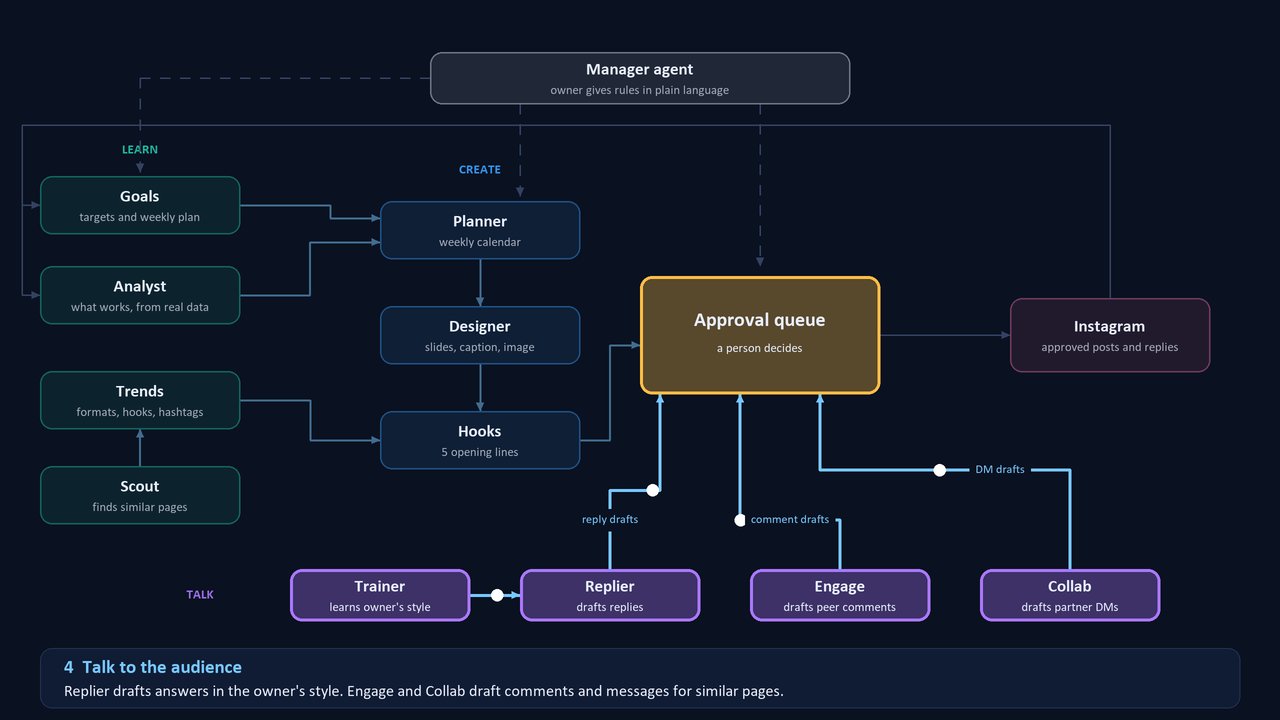 Manager agent
owner gives rules in plain language
LEARN
CREATE
Goals
targets and weekly plan
Planner
weekly calendar
Analyst
what works, from real data
Designer
slides, caption, image
Approval queue
a person decides
Instagram
approved posts and replies
Trends
formats, hooks, hashtags
Hooks
5 opening lines
Scout
finds similar pages
DM drafts
reply drafts
comment drafts
TALK
Trainer
learns owner's style
Replier
drafts replies
Engage
drafts peer comments
Collab
drafts partner DMs
4 Talk to the audience
Replier drafts answers in the owner's style. Engage and Collab draft comments and messages for similar pages.